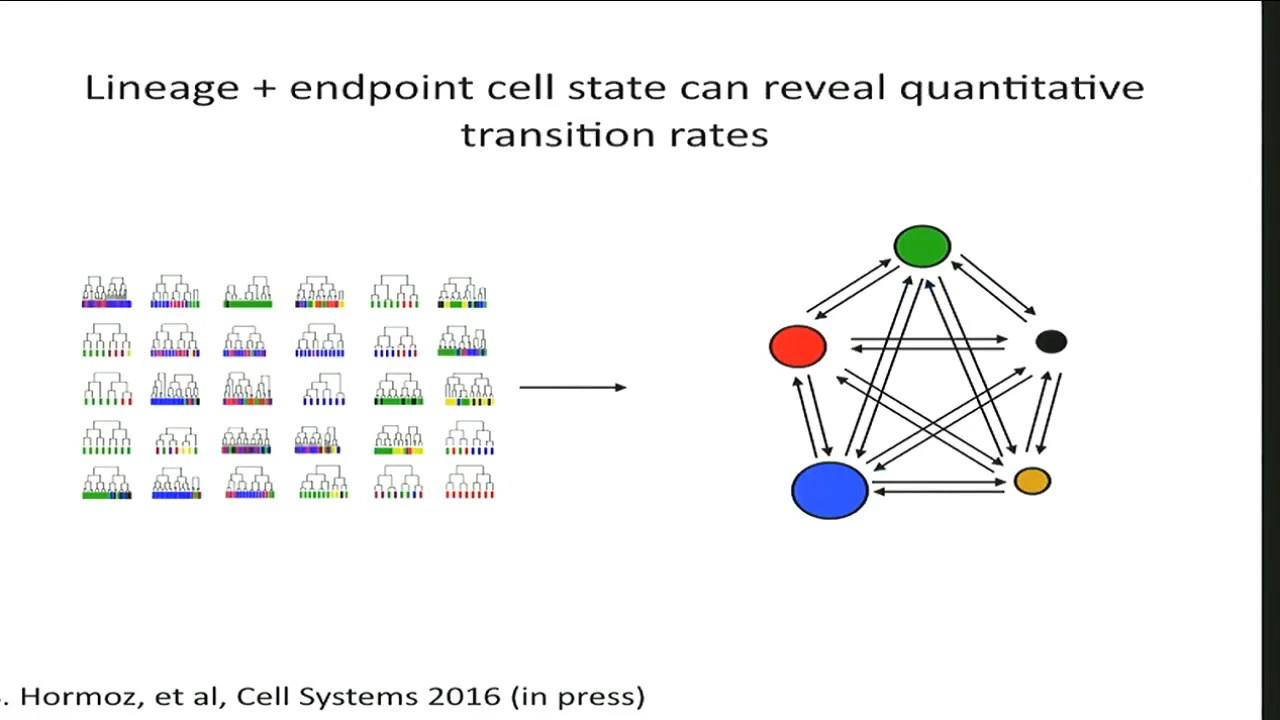 Lineage + endpoint cell state can reveal quantitative
transition rates
. Hormoz, et al, Cell Systems 2016 (in press)